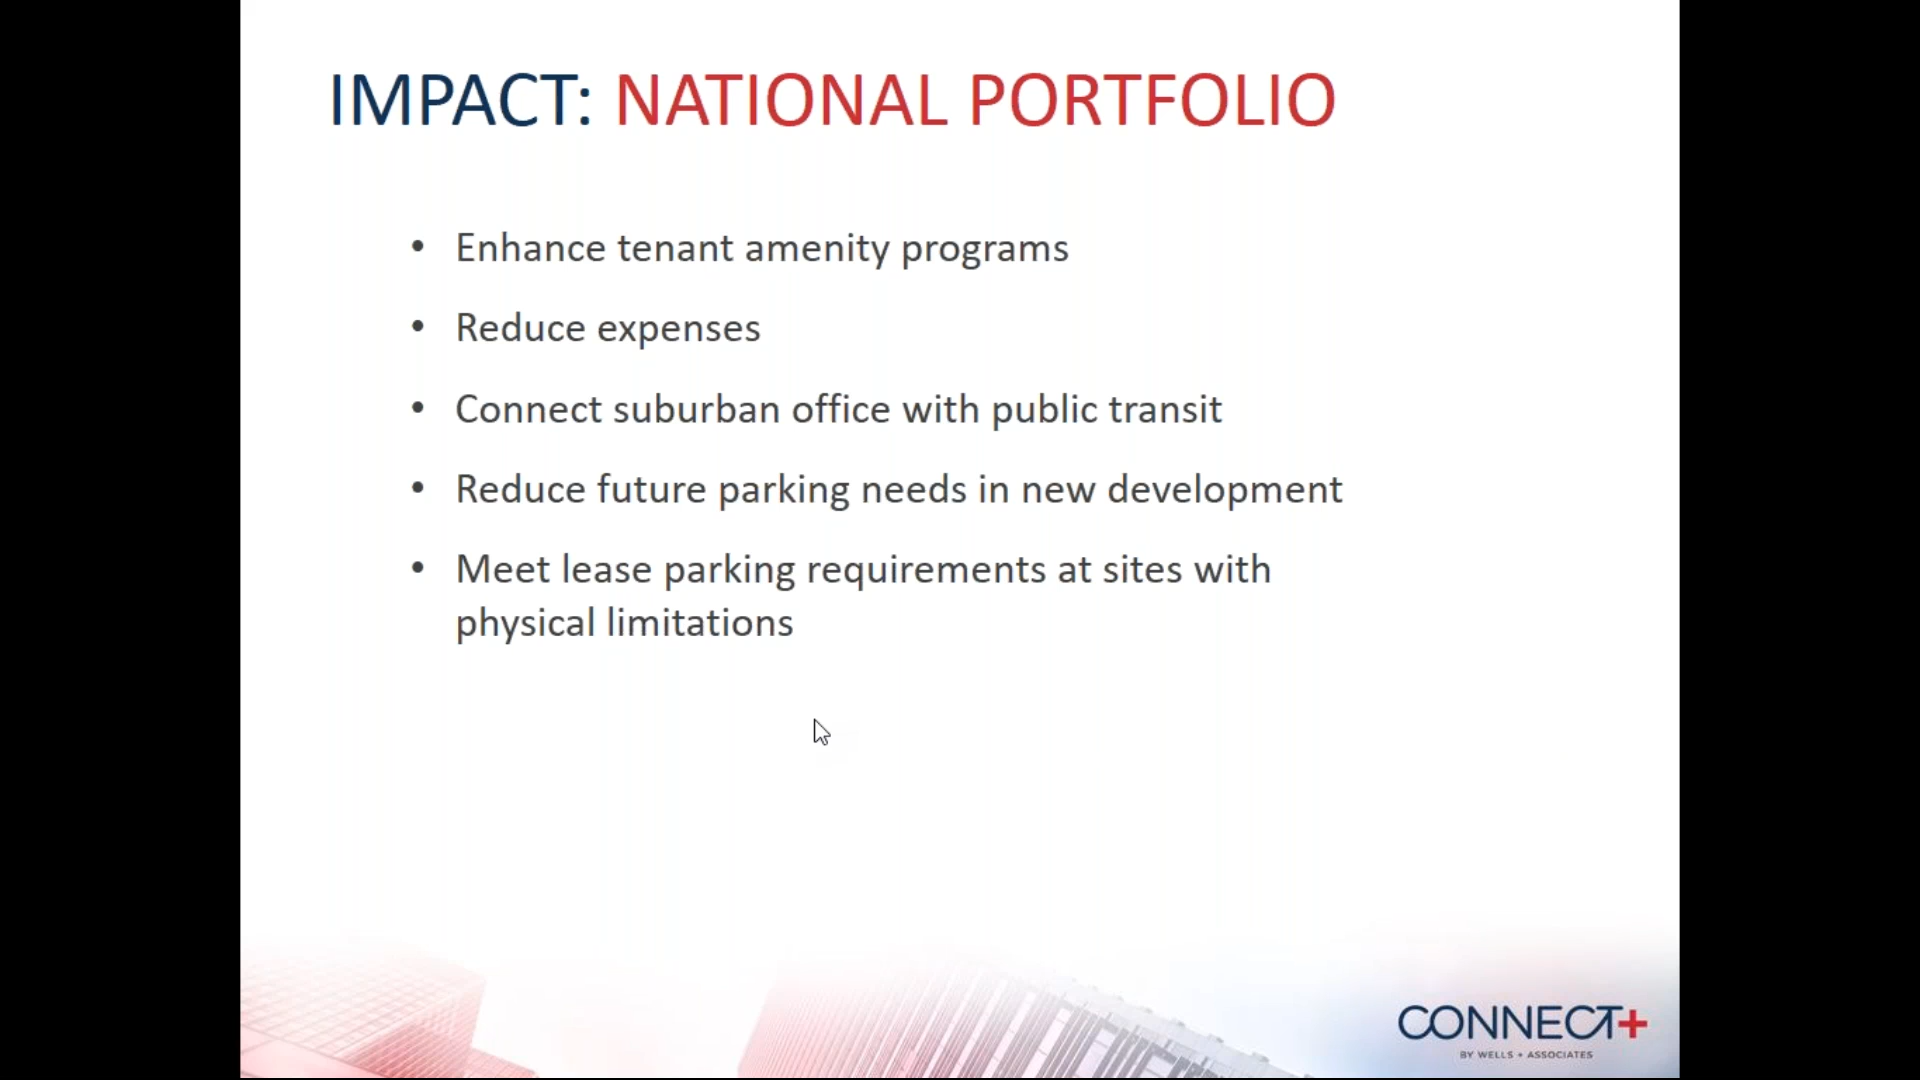 IMPACT: NATIONAL PORTFOLIO
• Enhance tenant amenity programs
• Reduce expenses
• Connect suburban office with public transit
• Reduce future parking needs in new development
• Meet lease parking requirements at sites with
physical limitations
CONNECT+
BY WELLS + ASSOCIATES